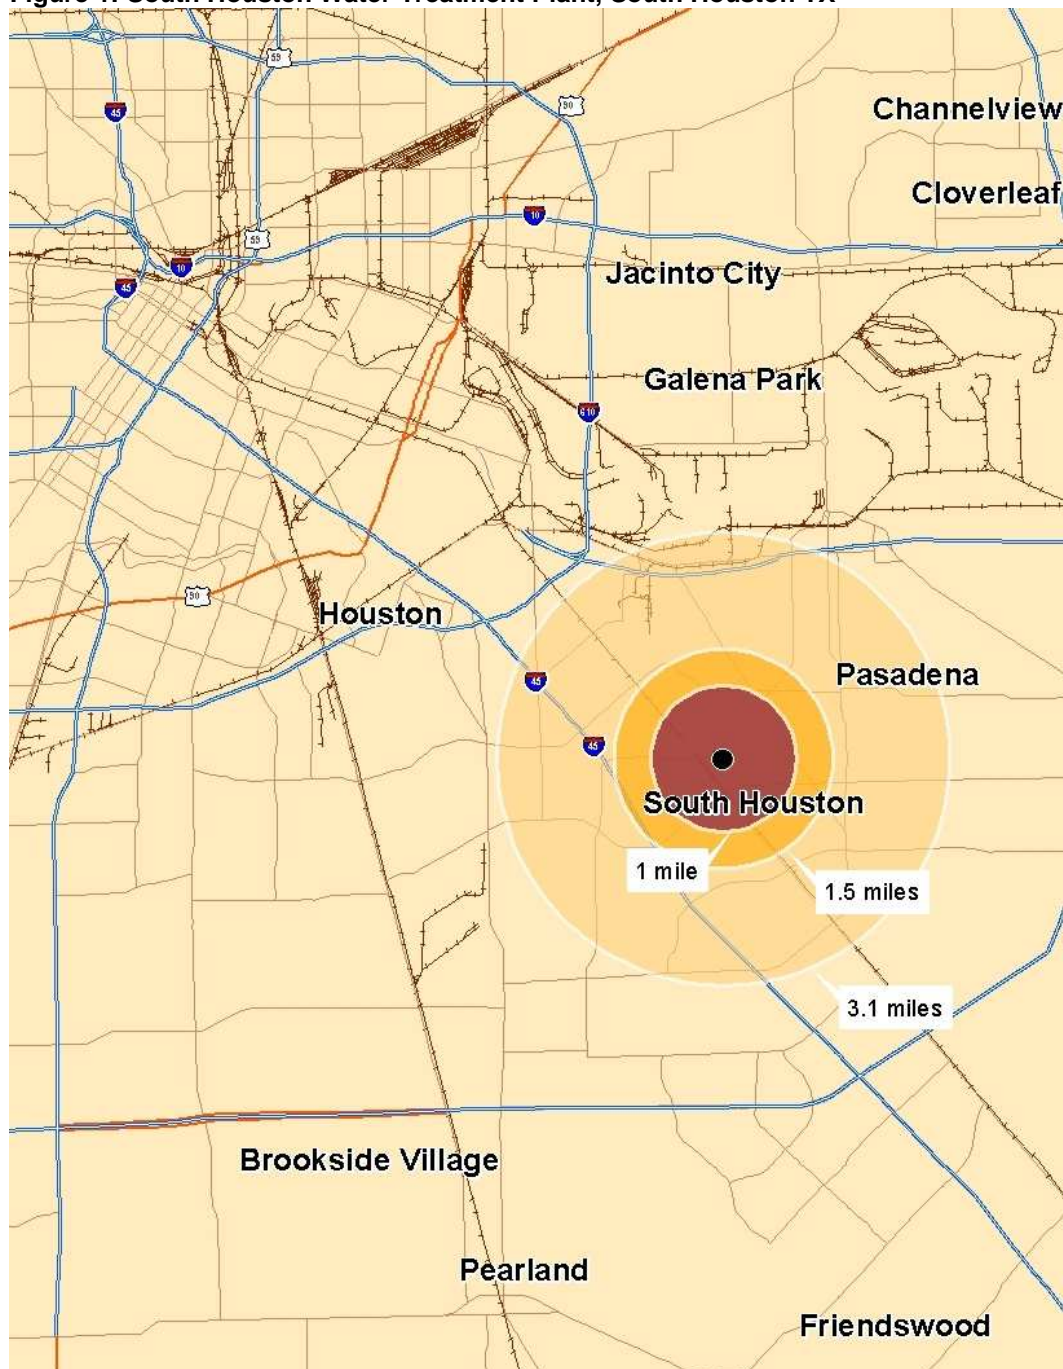 Figure 1. South Houston Water Treatment Plant, South Houston TX
59
45
90
Channelview
Cloverleaf
10
59
10
45
Jacinto City
Galena Park
610
90
Houston
45
Pasadena
45
South Houston
1 mile
1.5 miles
3.1 miles
Brookside Village
Pearland
Friendswood